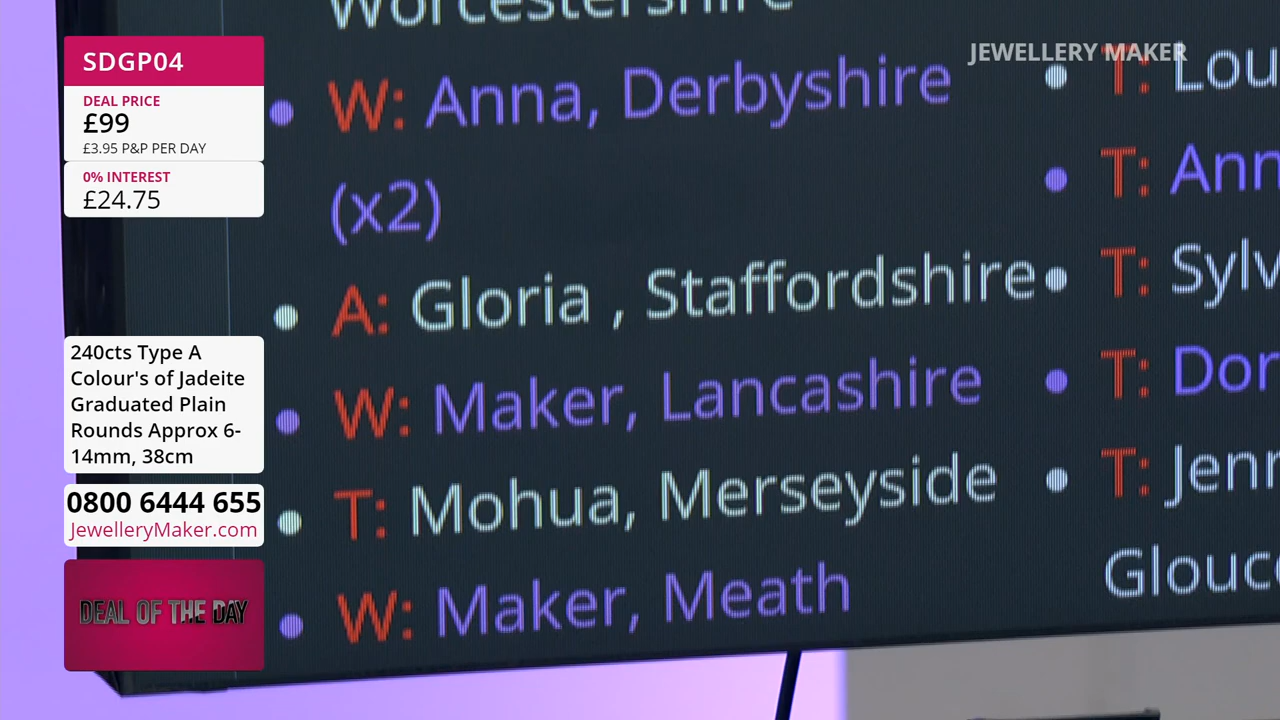 SDGP04
DEAL PRICE
£99
£3.95 P&P PER DAY
0% INTEREST
£24.75
240cts Type A
Colour's of Jadeite
Graduated Plain
Rounds Approx 6-
14mm, 38cm
0800 6444 655
JewelleryMaker.com
DEAL OF THE DAY
JEWELLERY MAKER
Worcestershire
W: Anna, Derbyshire
(x2)
A: Gloria , Staffordshire
W: Maker, Lancashire
T: Mohua, Merseyside
W: Maker, Meath
T:
T:
T:
T:
T: